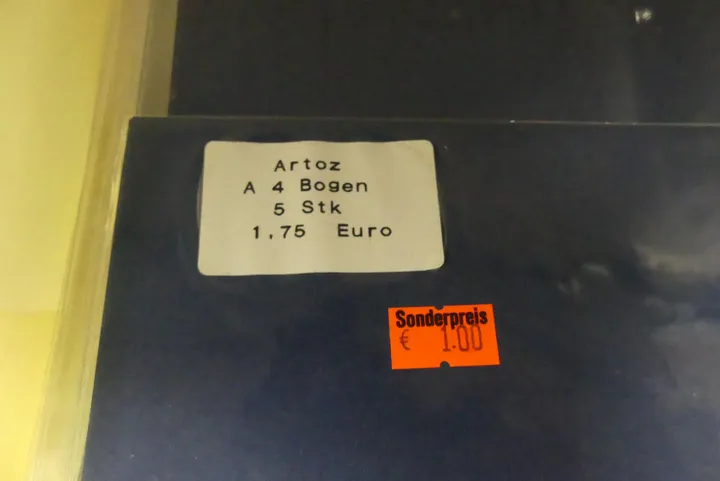 Artoz
A 4 Bogen
5 Stk
1,75 Euro
Sonderpreis
€ 1.00